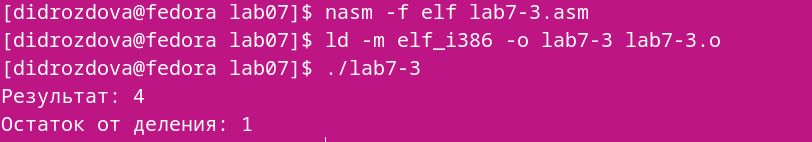 [didrozdova@fedora lab07]$ nasm -f elf lab7-3.asm
[didrozdova@fedora lab07]$ ld -m elf_i386 -o lab7-3 lab7-3.o
[didrozdova@fedora lab07]$ ./lab7-3
Результат: 4
Остаток от деления: 1